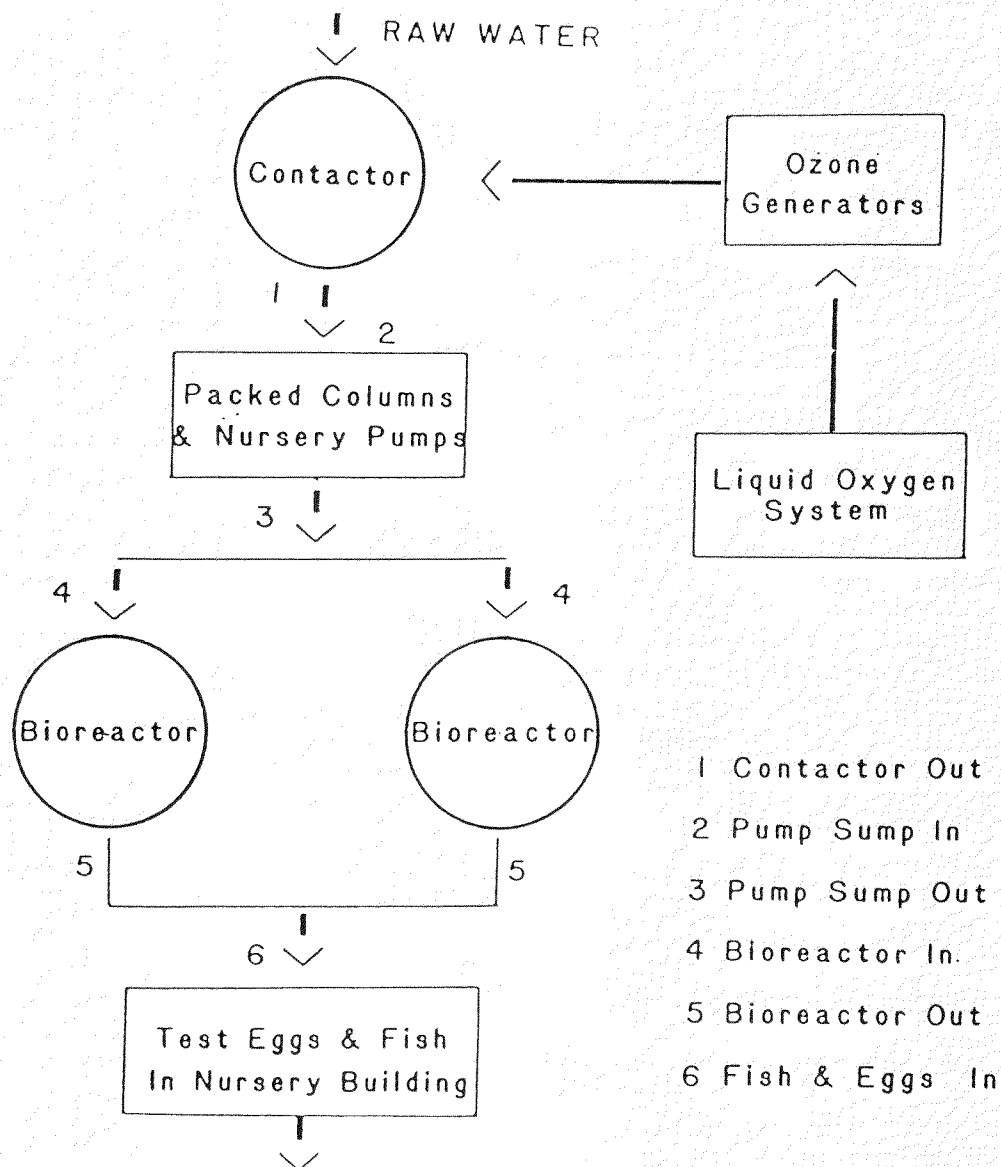 RAW WATER
Contactor
Ozone
Generators
1
2
Packed Columns
& Nursery Pumps
Liquid Oxygen
System
3
4
4
Bioreactor
Bioreactor
1 Contactor Out
2 Pump Sump In
3 Pump Sump Out
4 Bioreactor In
5 Bioreactor Out
6 Fish & Eggs In
5
5
6
Test Eggs & Fish
In Nursery Building